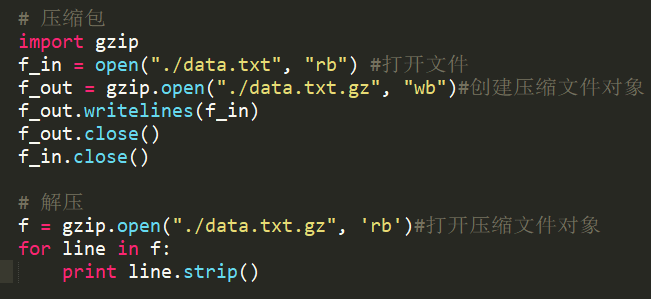 # 压缩包
import gzip
f_in = open("./data.txt", "rb") #打开文件
f_out = gzip.open("./data.txt.gz", "wb")#创建压缩文件对象
f_out.writelines(f_in)
f_out.close()
f_in.close()
# 解压
f = gzip.open("./data.txt.gz", 'rb')#打开压缩文件对象
for line in f:
    print line.strip()